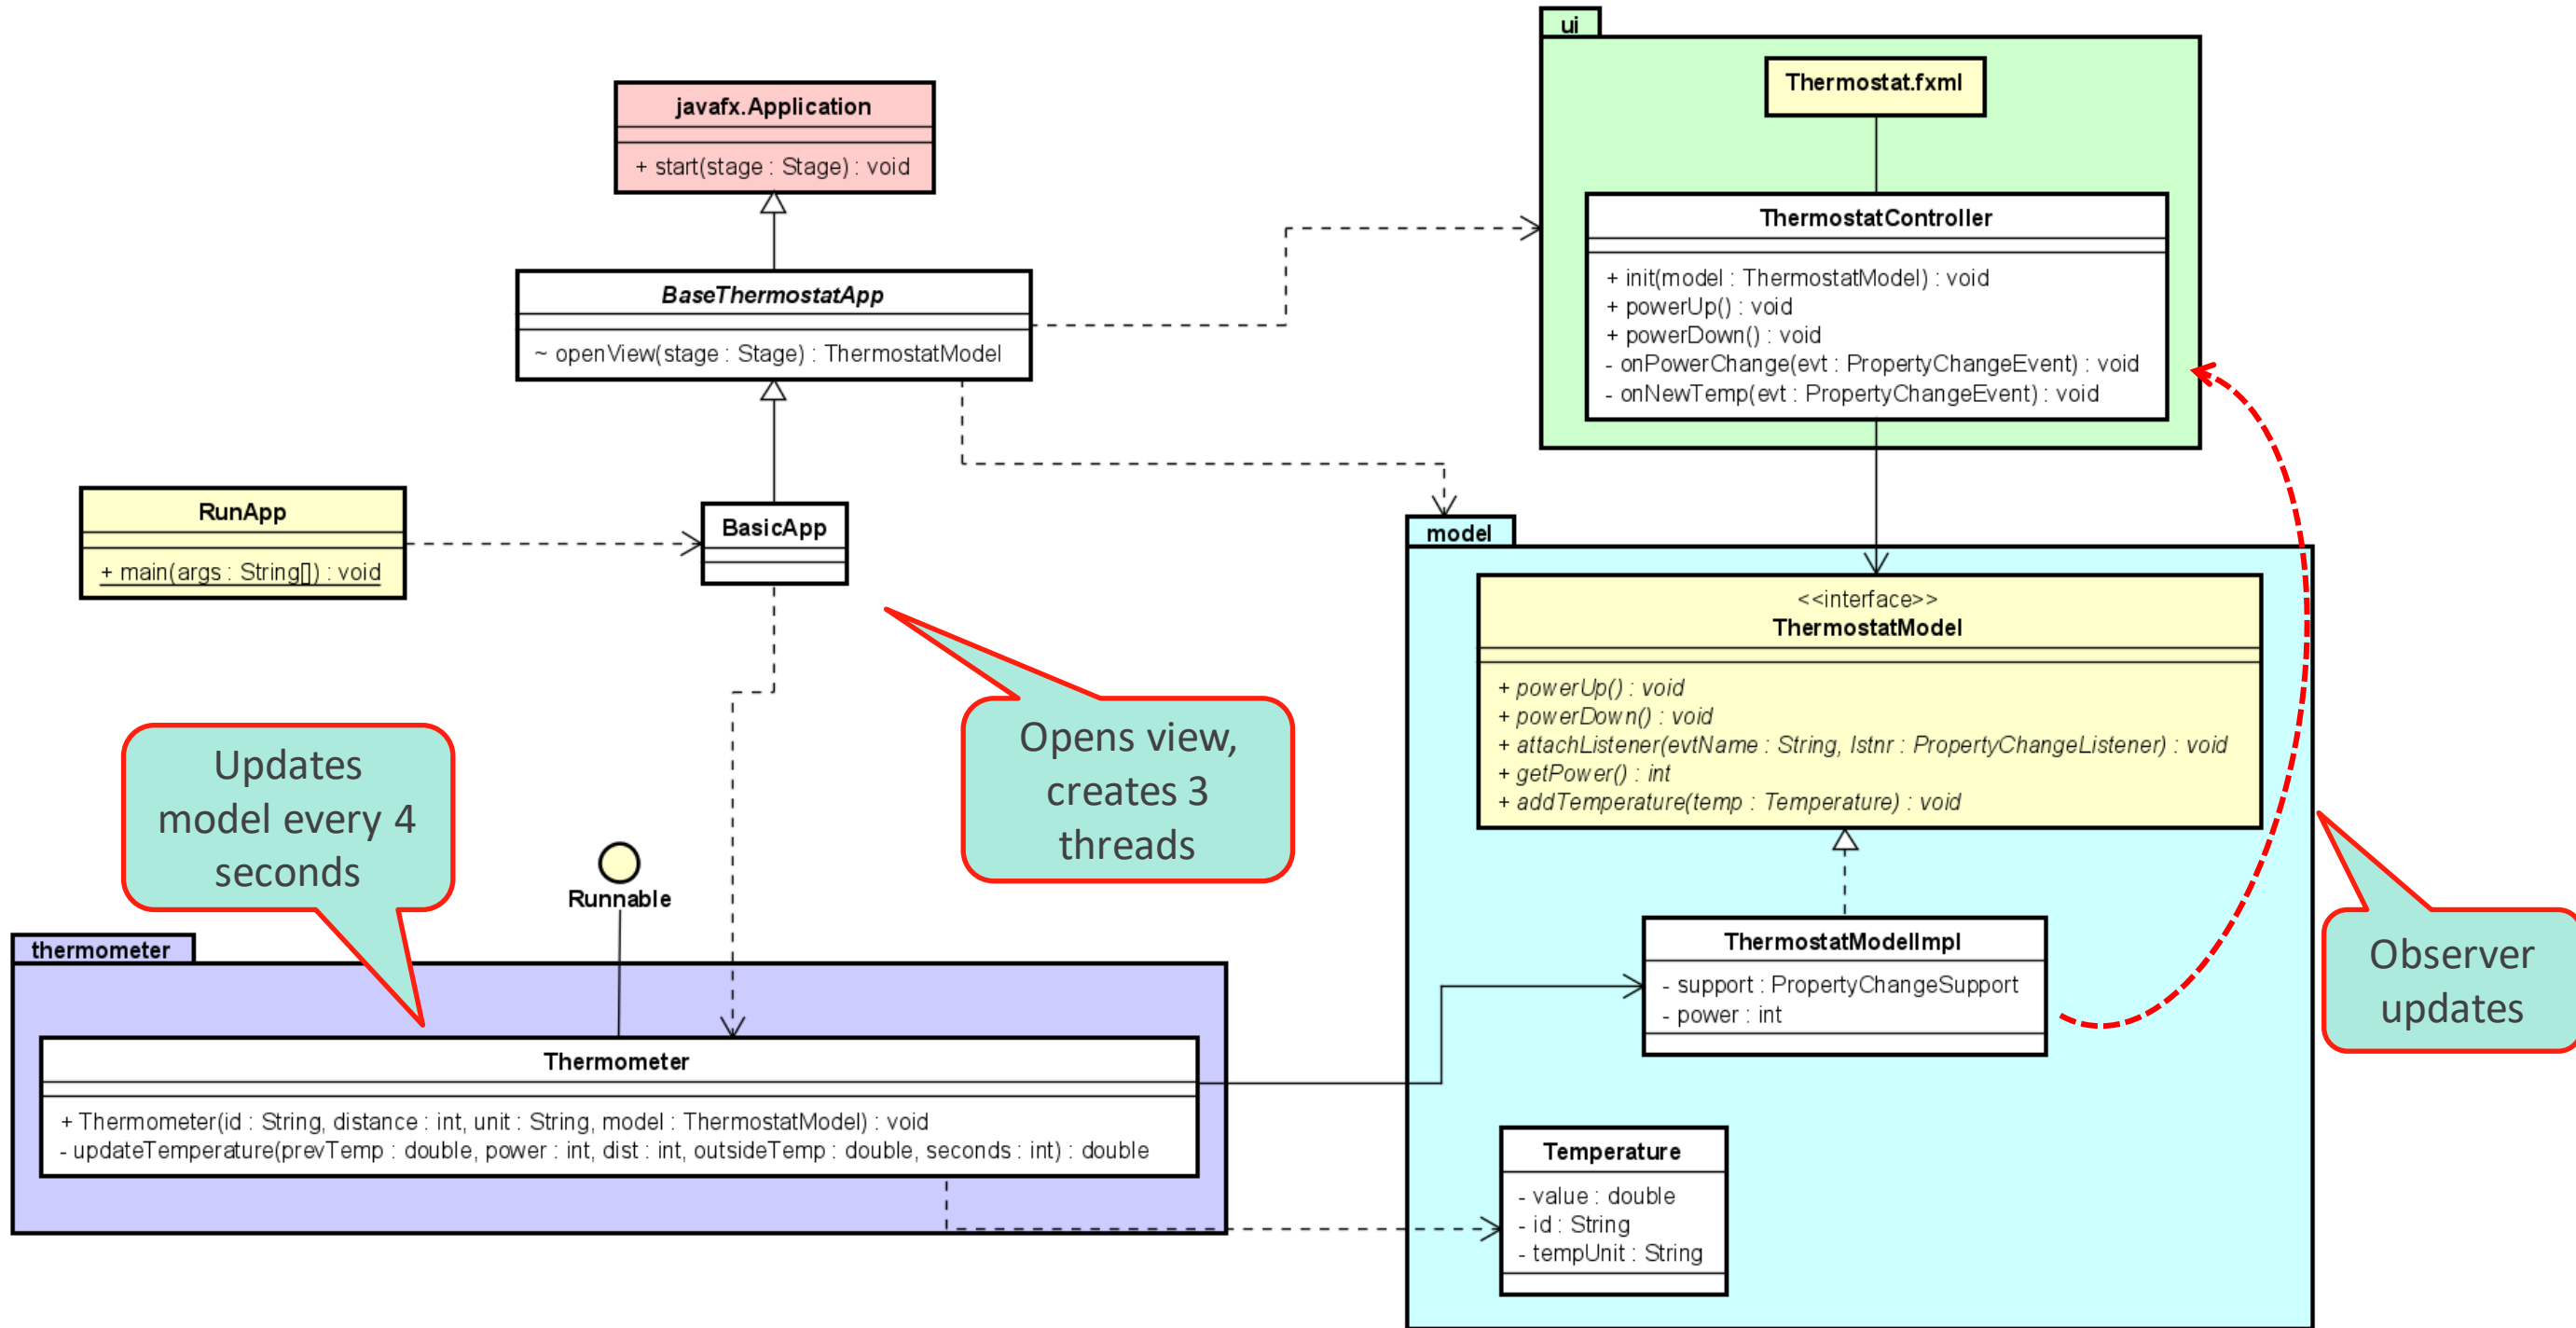 ui
Thermostat.fxml
javafx.Application
+ start(stage : Stage) : void
ThermostatController
+ init(model : ThermostatModel) : void
+ powerUp() : void
+ powerDown() : void
- onPowerChange(evt : PropertyChangeEvent) : void
- onNewTemp(evt : PropertyChangeEvent) : void
BaseThermostatApp
~ openView(stage : Stage) : ThermostatModel
RunApp
+ main(args : String[]) : void
BasicApp
model
<<interface>>
ThermostatModel
+ powerUp() : void
+ powerDown() : void
+ attachListener(evtName : String, lstnr : PropertyChangeListener) : void
+ getPower() : int
+ addTemperature(temp : Temperature) : void
Opens view,
creates 3
threads
Updates
model every 4
seconds
Runnable
ThermostatModelImpl
- support : PropertyChangeSupport
- power : int
Observer
updates
thermometer
Thermometer
+ Thermometer(id : String, distance : int, unit : String, model : ThermostatModel) : void
- updateTemperature(prevTemp : double, power : int, dist : int, outsideTemp : double, seconds : int) : double
Temperature
- value : double
- id : String
- tempUnit : String